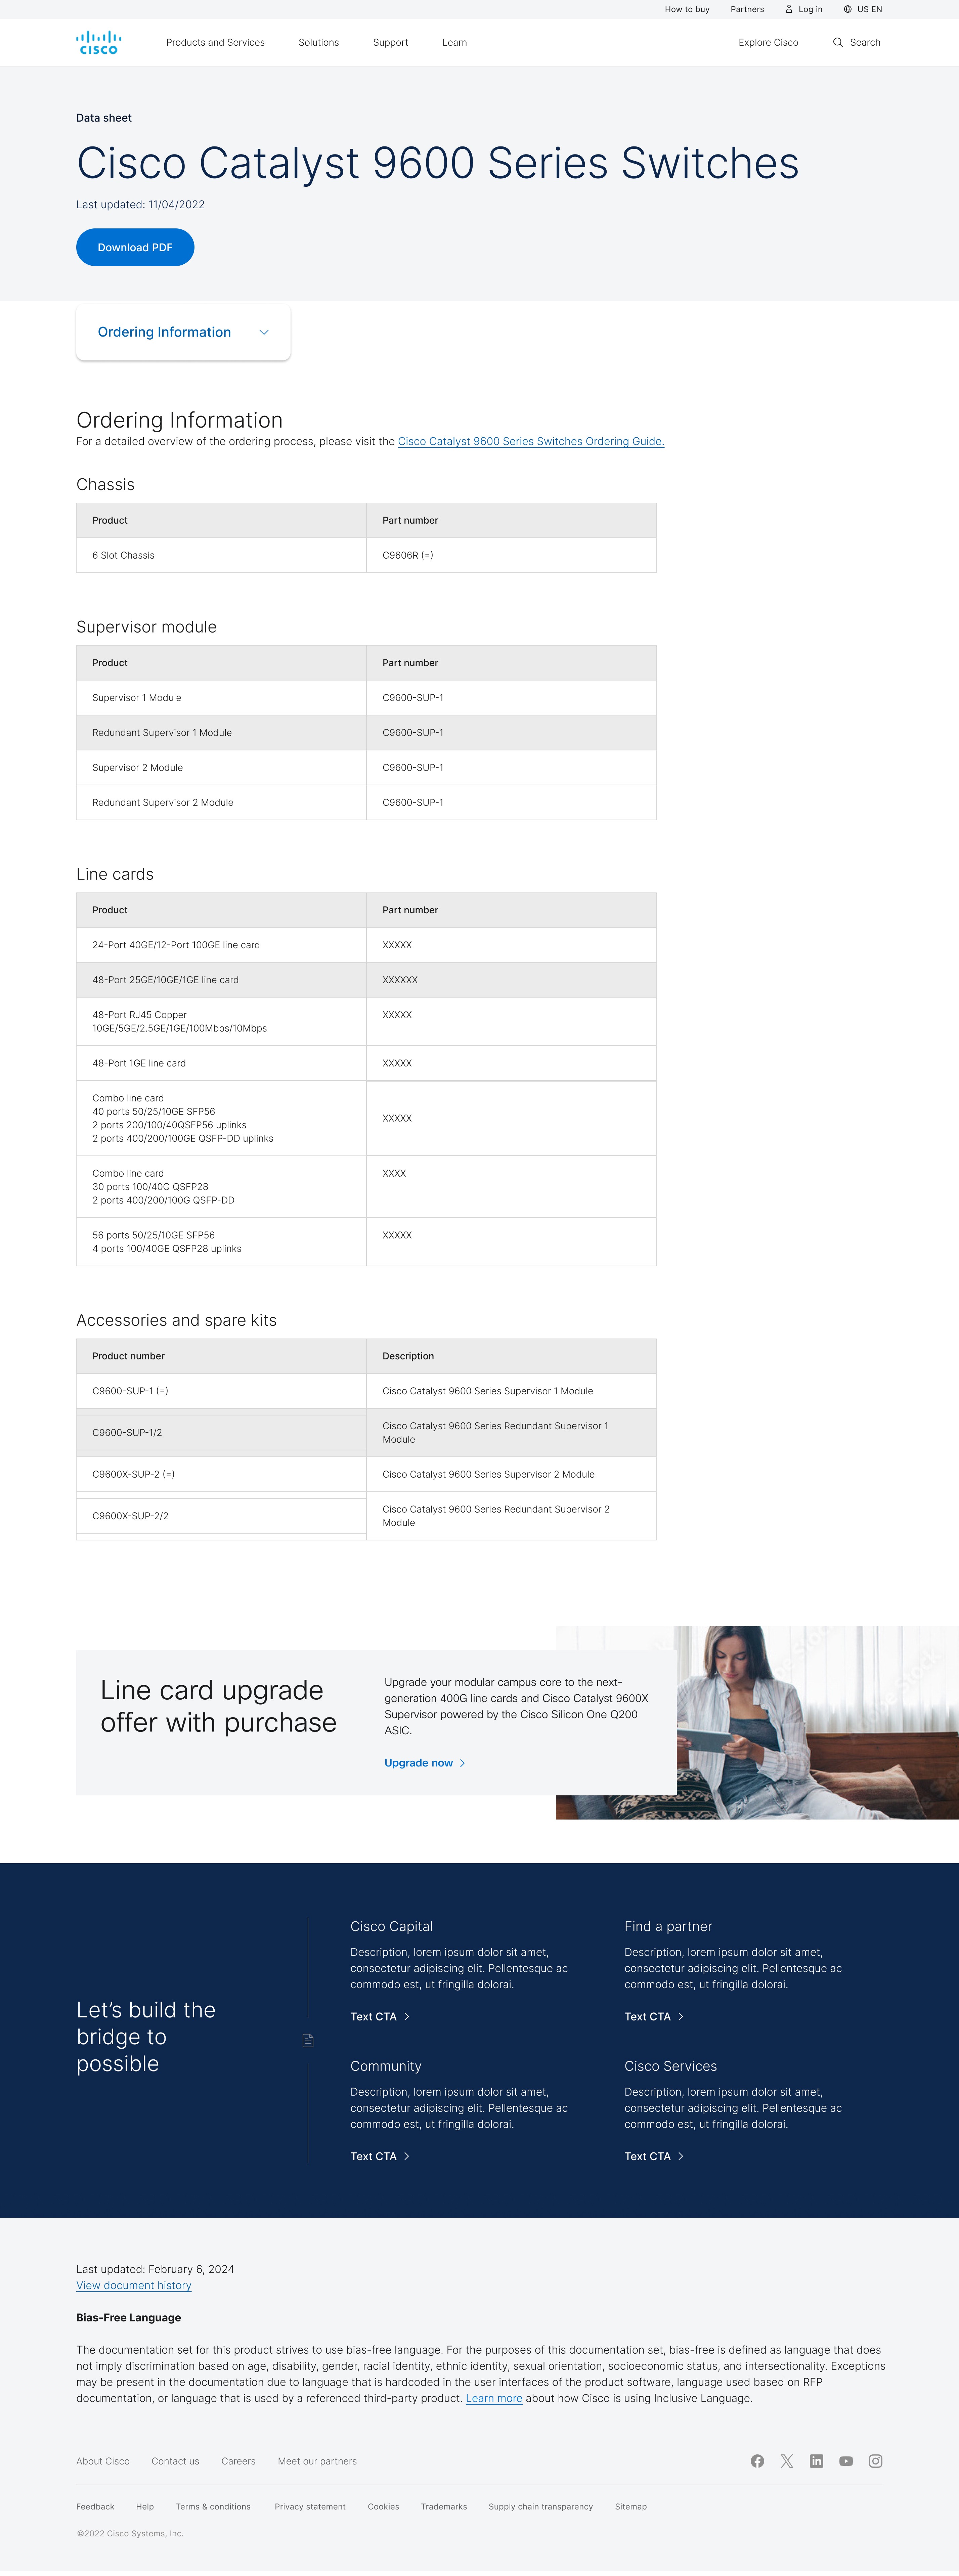 How to buy Partners Log in US EN
CISCO Products and Services Solutions Support Learn Explore Cisco Search
Data sheet
Cisco Catalyst 9600 Series Switches
Last updated: 11/04/2022
Download PDF
Ordering Information
Ordering Information
For a detailed overview of the ordering process, please visit the Cisco Catalyst 9600 Series Switches Ordering Guide.
Chassis
Product Part number
6 Slot Chassis C9606R (=)
Supervisor module
Product Part number
Supervisor 1 Module C9600-SUP-1
Redundant Supervisor 1 Module C9600-SUP-1
Supervisor 2 Module C9600-SUP-1
Redundant Supervisor 2 Module C9600-SUP-1
Line cards
Product Part number
24-Port 40GE/12-Port 100GE line card XXXXX
48-Port 25GE/10GE/1GE line card XXXXXX
48-Port RJ45 Copper XXXXX
10GE/5GE/2.5GE/1GE/100Mbps/10Mbps
48-Port 1GE line card XXXXX
Combo line card
40 ports 50/25/10GE SFP56
XXXXX
2 ports 200/100/40QSFP56 uplinks
2 ports 400/200/100GE QSFP-DD uplinks
Combo line card XXXX
30 ports 100/40G QSFP28
2 ports 400/200/100G QSFP-DD
56 ports 50/25/10GE SFP56 XXXXX
4 ports 100/40GE QSFP28 uplinks
Accessories and spare kits
Product number Description
C9600-SUP-1 (=) Cisco Catalyst 9600 Series Supervisor 1 Module
C9600-SUP-1/2 Cisco Catalyst 9600 Series Redundant Supervisor 1
Module
C9600X-SUP-2 (=) Cisco Catalyst 9600 Series Supervisor 2 Module
C9600X-SUP-2/2 Cisco Catalyst 9600 Series Redundant Supervisor 2
Module
Line card upgrade
offer with purchase
Upgrade your modular campus core to the next-
generation 400G line cards and Cisco Catalyst 9600X
Supervisor powered by the Cisco Silicon One Q200
ASIC.
Upgrade now
Let’s build the
bridge to
possible
Cisco Capital
Description, lorem ipsum dolor sit amet,
consectetur adipiscing elit. Pellentesque ac
commodo est, ut fringilla dolorai.
Text CTA
Find a partner
Description, lorem ipsum dolor sit amet,
consectetur adipiscing elit. Pellentesque ac
commodo est, ut fringilla dolorai.
Text CTA
Community
Description, lorem ipsum dolor sit amet,
consectetur adipiscing elit. Pellentesque ac
commodo est, ut fringilla dolorai.
Text CTA
Cisco Services
Description, lorem ipsum dolor sit amet,
consectetur adipiscing elit. Pellentesque ac
commodo est, ut fringilla dolorai.
Text CTA
Last updated: February 6, 2024
View document history
Bias-Free Language
The documentation set for this product strives to use bias-free language. For the purposes of this documentation set, bias-free is defined as language that does
not imply discrimination based on age, disability, gender, racial identity, ethnic identity, sexual orientation, socioeconomic status, and intersectionality. Exceptions
may be present in the documentation due to language that is hardcoded in the user interfaces of the product software, language used based on RFP
documentation, or language that is used by a referenced third-party product. Learn more about how Cisco is using Inclusive Language.
About Cisco Contact us Careers Meet our partners
Feedback Help Terms & conditions Privacy statement Cookies Trademarks Supply chain transparency Sitemap
©2022 Cisco Systems, Inc.